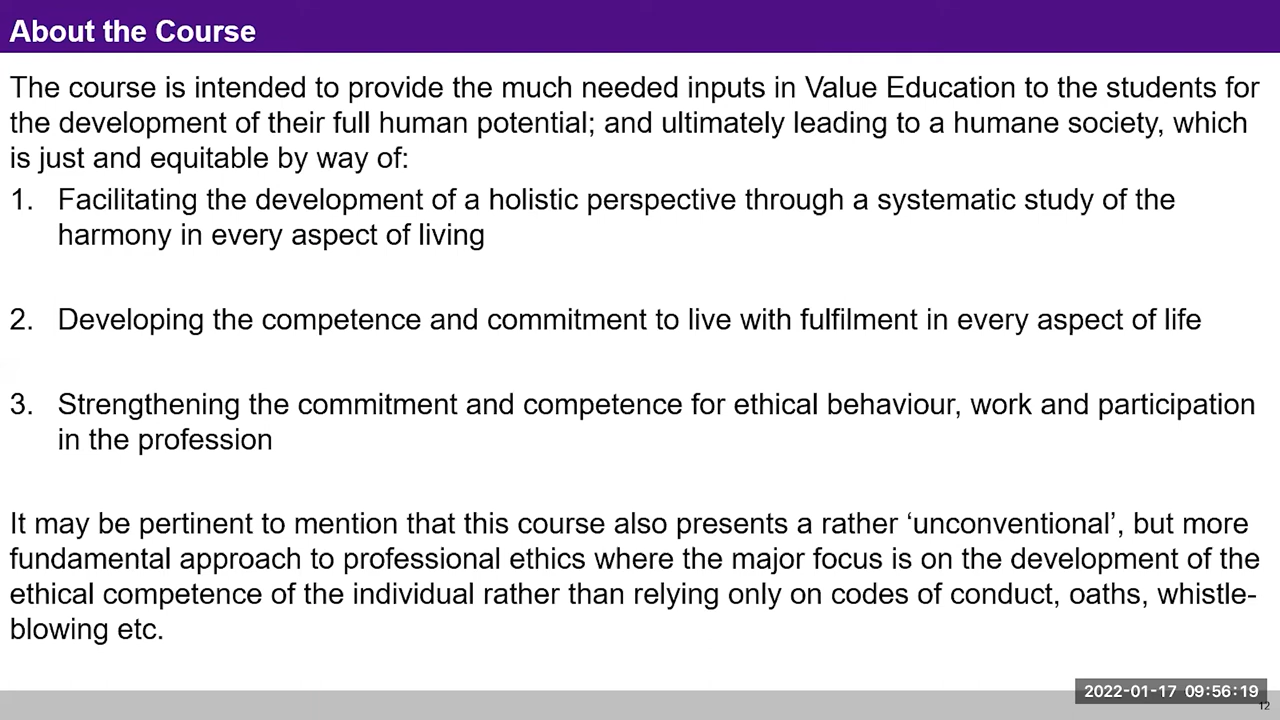 About the Course
The course is intended to provide the much needed inputs in Value Education to the students for
the development of their full human potential; and ultimately leading to a humane society, which
is just and equitable by way of:
1. Facilitating the development of a holistic perspective through a systematic study of the
harmony in every aspect of living
2. Developing the competence and commitment to live with fulfilment in every aspect of life
3. Strengthening the commitment and competence for ethical behaviour, work and participation
in the profession
It may be pertinent to mention that this course also presents a rather ‘unconventional’, but more
fundamental approach to professional ethics where the major focus is on the development of the
ethical competence of the individual rather than relying only on codes of conduct, oaths, whistle-
blowing etc.
2022-01-17 09:56:19
12